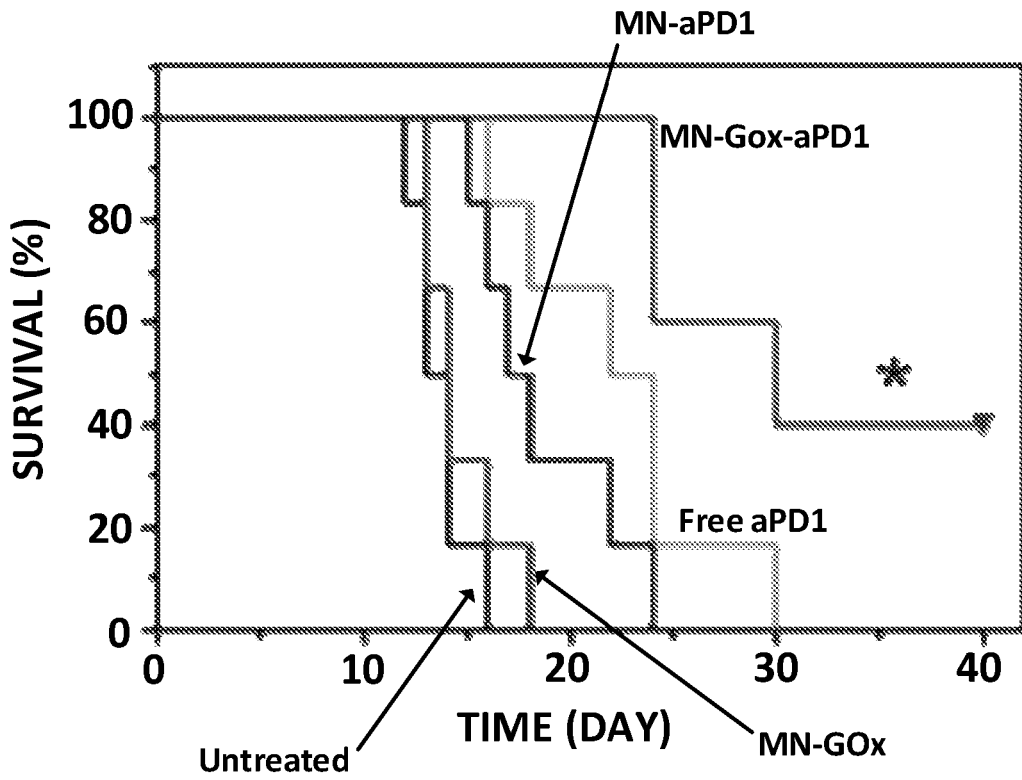 MN-aPD1
100
MN-Gox-aPD1
80
60
40
20
0
SURVIVAL (%)
Free aPD1
0
10
20
30
40
TIME (DAY)
Untreated
MN-GOx